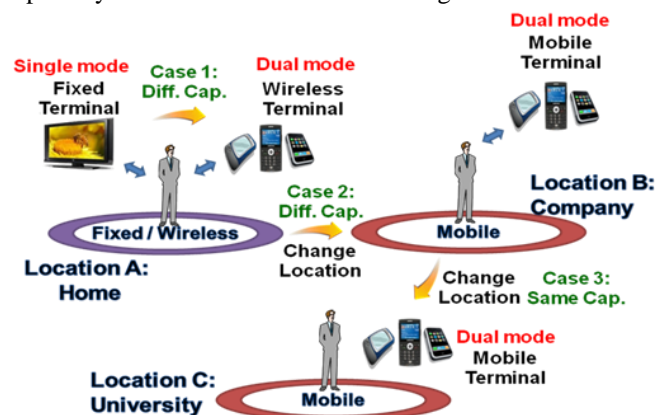 Single mode
Fixed
Terminal
Case 1:
Diff. Cap.
Dual mode
Wireless
Terminal
Dual mode
Mobile
Terminal
Fixed / Wireless
Location A:
Home
Case 2:
Diff. Cap.
Change
Location
Mobile
Location B:
Company
Change
Location
Case 3:
Same Cap.
Dual mode
Mobile
Terminal
Location C:
University
Mobile